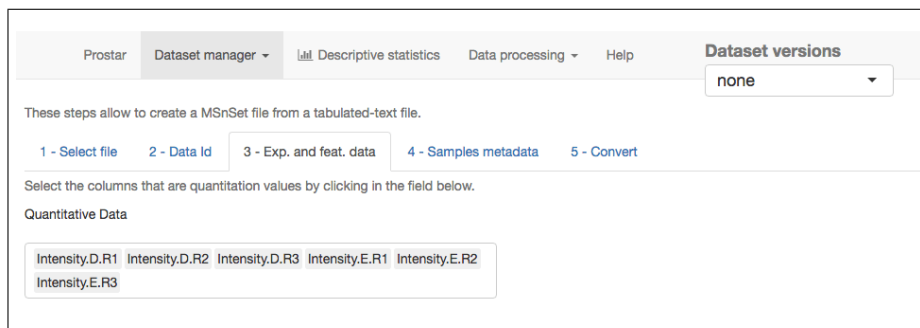 Prostar Dataset manager Descriptive statistics Data processing Help Dataset versions
none
These steps allow to create a MSnSet file from a tabulated-text file.
1 - Select file 2 - Data Id 3 - Exp. and feat. data 4 - Samples metadata 5 - Convert
Select the columns that are quantitation values by clicking in the field below.
Quantitative Data
Intensity.D.R1 Intensity.D.R2 Intensity.D.R3 Intensity.E.R1 Intensity.E.R2
Intensity.E.R3